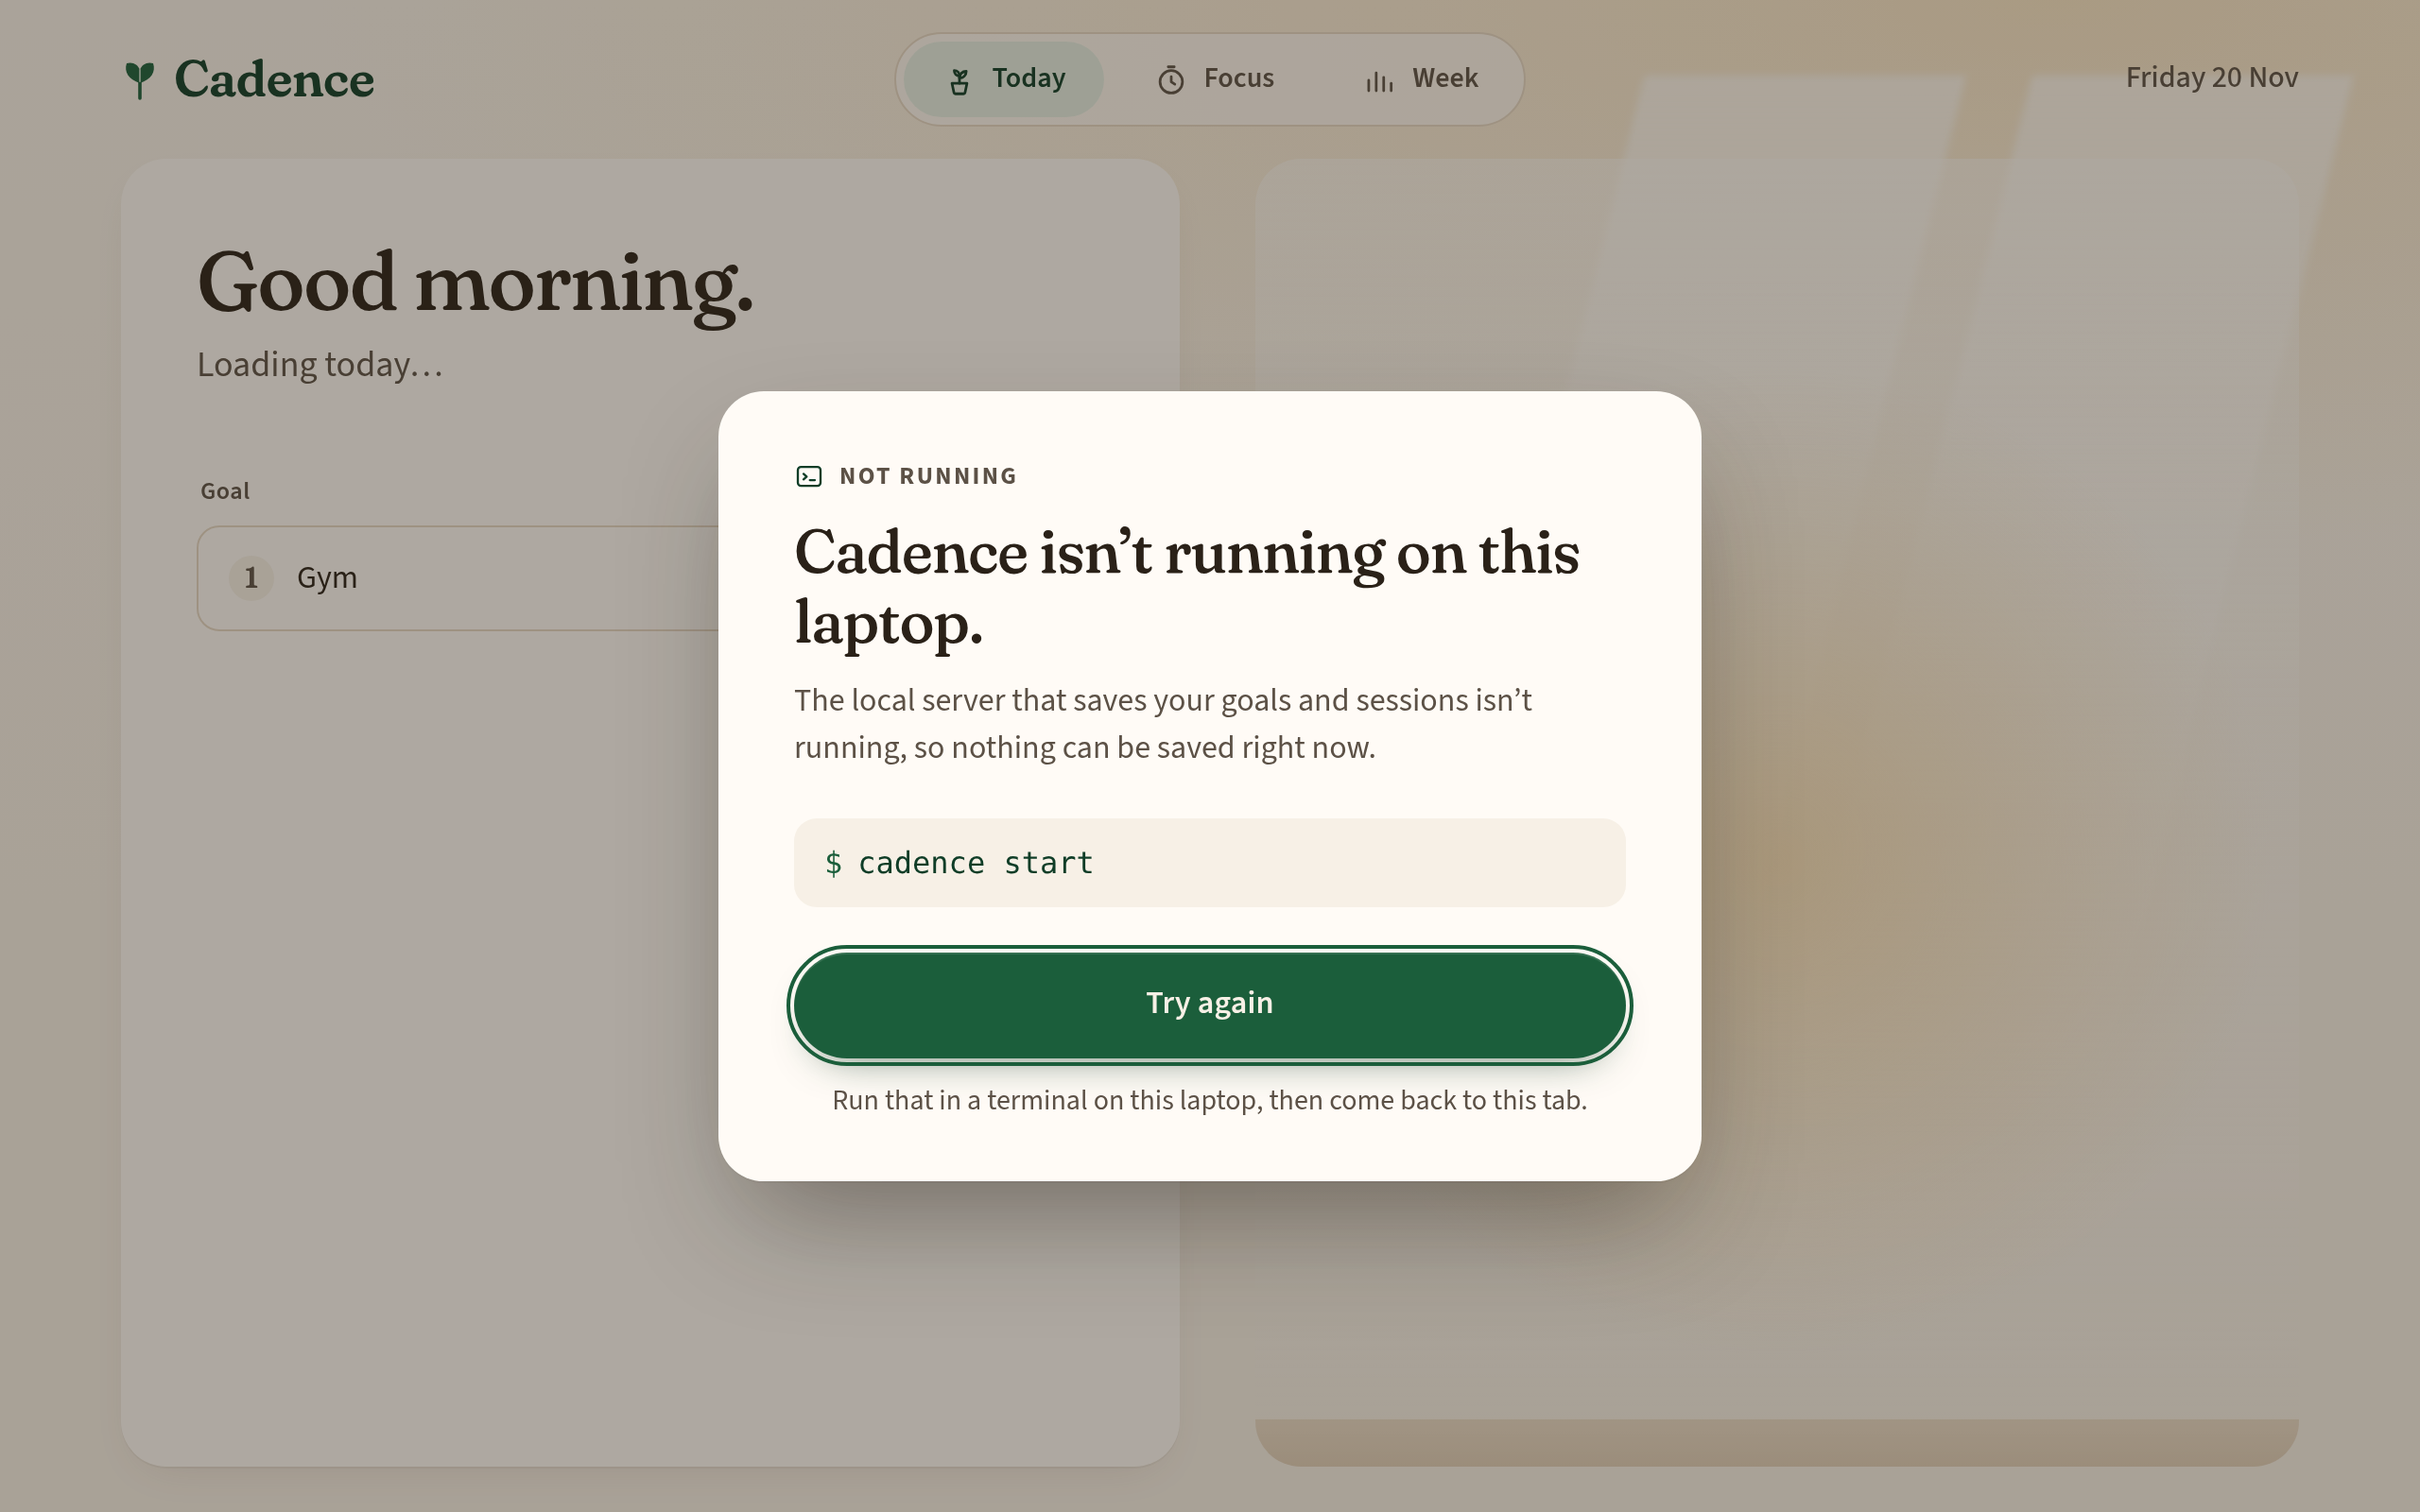 Cadence
Today
Focus
Week
Friday 20 Nov
Good morning.
Loading today…
Goal
1 Gym
NOT RUNNING
Cadence isn’t running on this
laptop.
The local server that saves your goals and sessions isn’t
running, so nothing can be saved right now.
$ cadence start
Try again
Run that in a terminal on this laptop, then come back to this tab.